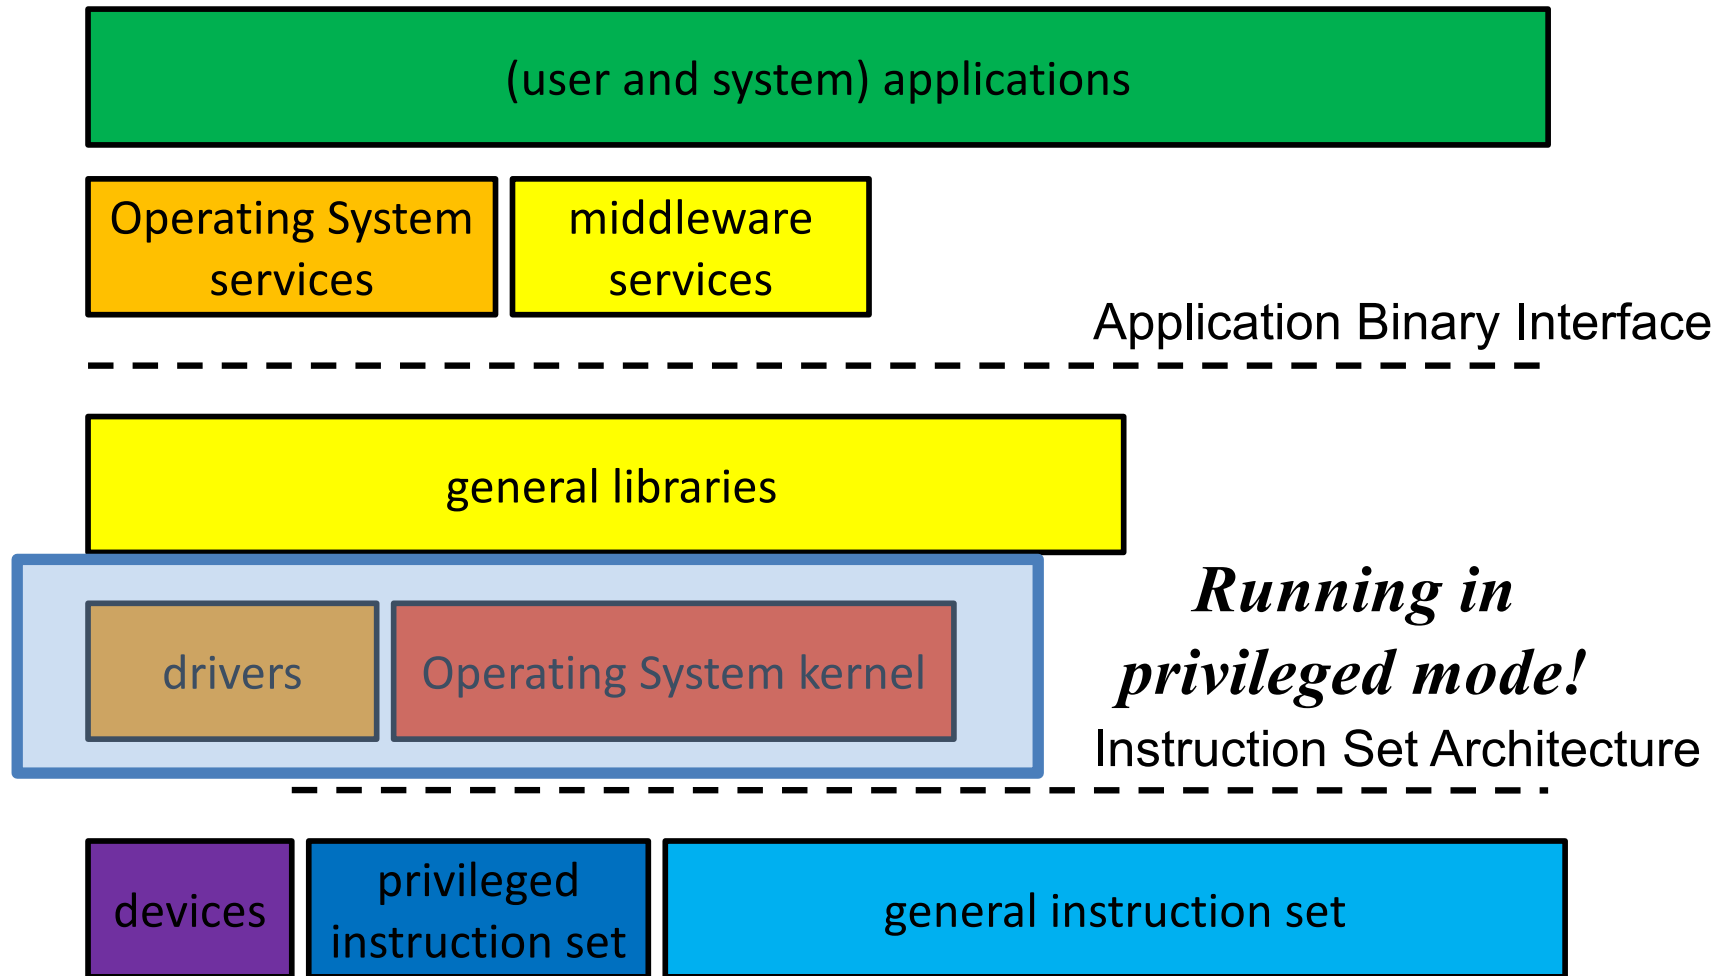 (user and system) applications
Operating System
services
middleware
services
Application Binary Interface
general libraries
drivers
Operating System kernel
Running in
privileged mode!
Instruction Set Architecture
devices
privileged
instruction set
general instruction set